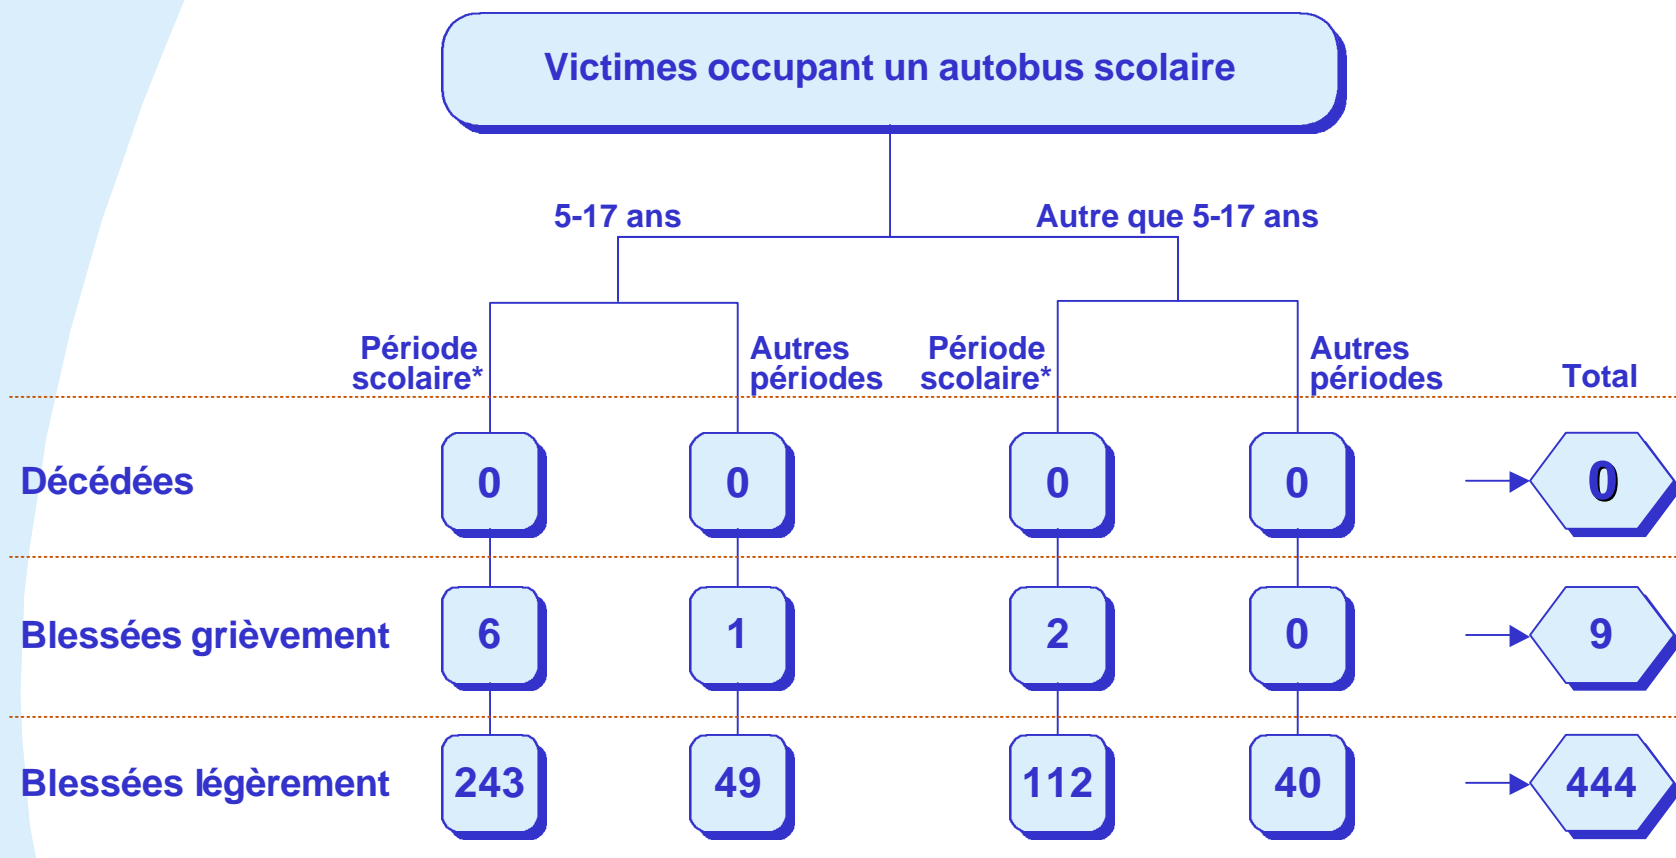 Victimes occupant un autobus scolaire
5-17 ans
Autre que 5-17 ans
Période
scolaire*
Autres
périodes
Période
scolaire*
Autres
périodes
Total
Décédées
0
0
0
0
0
Blessées grièvement
6
1
2
0
9
Blessées légèrement
243
49
112
40
444